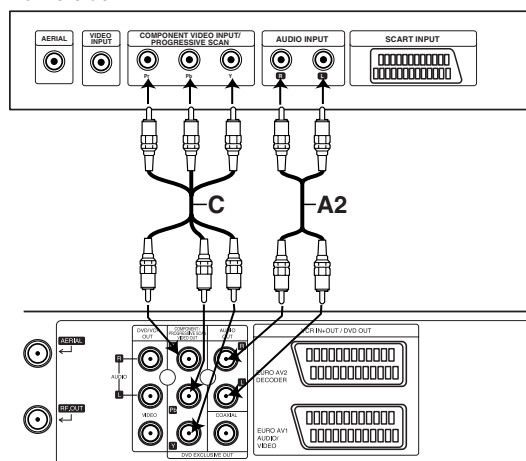 AERIAL
VIDEO
INPUT
COMPONENT VIDEO INPUT/
PROGRESSIVE SCAN
AUDIO INPUT
SCART INPUT
Pr
Pb
Y
R
L
C
A2
AERIAL
RF.OUT
DVD/VCR
OUT
COMPONENT/
PROGRESSIVE SCAN
VIDEO OUT
AUDIO
OUT
VCR IN+OUT / DVD OUT
R
AUDIO
L
R
L
EURO AV2
DECODER
Pb
VIDEO
COAXIAL
Y
EURO AV1
AUDIO/
VIDEO
DVD EXCLUSIVE OUT